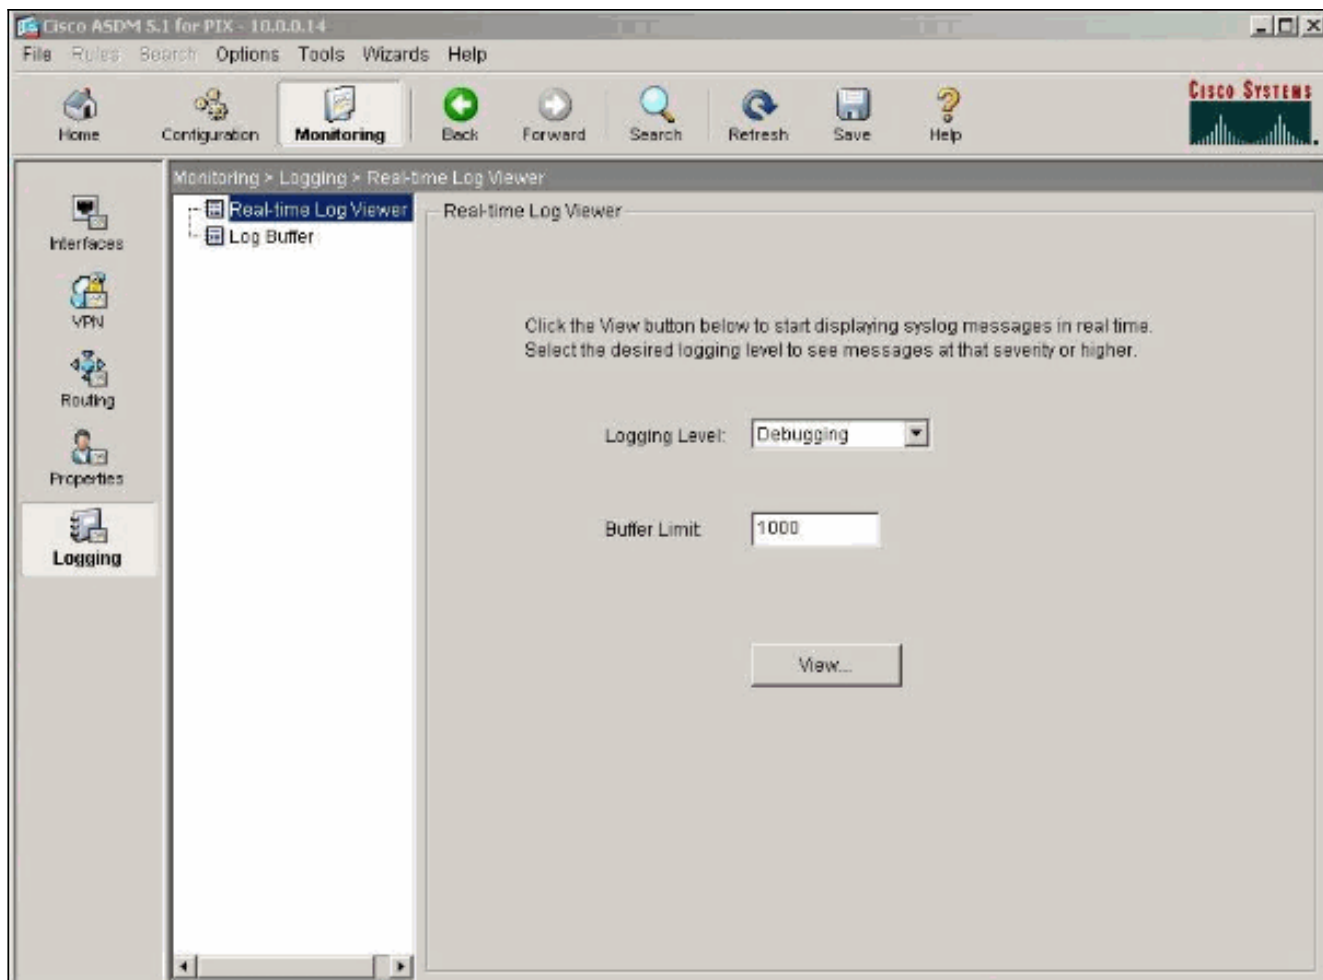 Cisco ASDM 5.1 for PIX - 10.0.0.14
File Rules Search Options Tools Wizards Help
Home Configuration Monitoring Back Forward Search Refresh Save Help
CISCO SYSTEMS
Monitoring > Logging > Real-time Log Viewer
Interfaces
VPN
Routing
Properties
Logging
Real-time Log Viewer
Log Buffer
Real-time Log Viewer
Click the View button below to start displaying syslog messages in real time.
Select the desired logging level to see messages at that severity or higher.
Logging Level: Debugging
Buffer Limit: 1000
View...